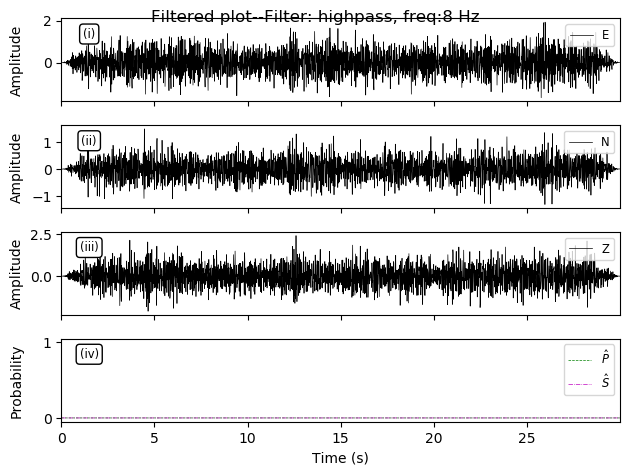 Filtered plot--Filter: highpass, freq:8 Hz
2
0
Amplitude
(i)
E
1
0
−1
Amplitude
(ii)
N
2.5
0.0
Amplitude
(iii)
Z
1
0
Probability
(iv)
P̂
Ŝ
0 5 10 15 20 25
Time (s)